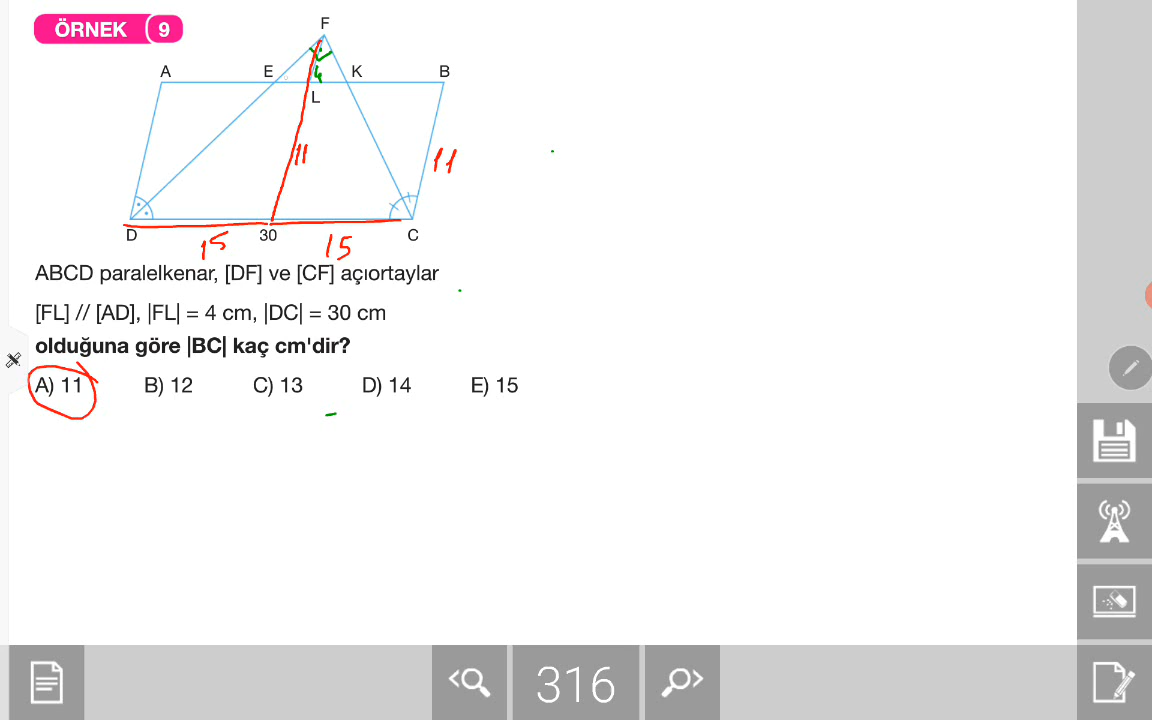 ÖRNEK 9
F
A E K B
4
L
11 11
D 30 C
15 15
ABCD paralelkenar, [DF] ve [CF] açıortaylar
[FL] // [AD], |FL| = 4 cm, |DC| = 30 cm
olduğuna göre |BC| kaç cm'dir?
A) 11 B) 12 C) 13 D) 14 E) 15
316